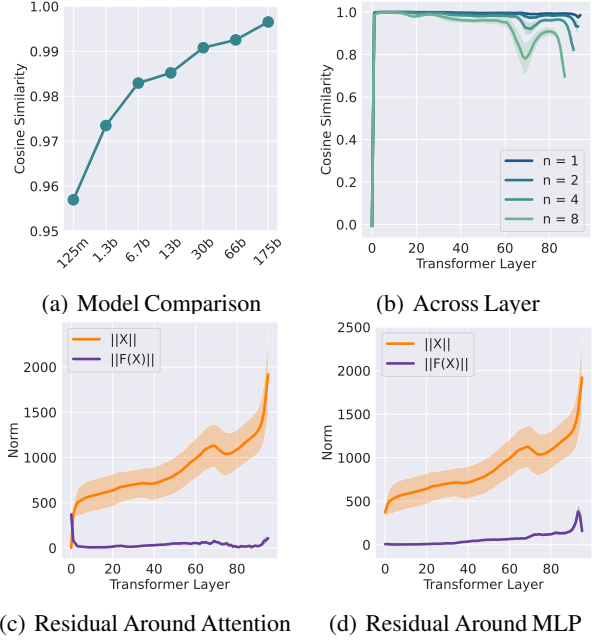 1.00
0.99
0.98
0.97
0.96
0.95
Cosine Similarity
125m
1.3b
6.7b
13b
30b
66b
175b
(a) Model Comparison
1.0
0.8
0.6
0.4
0.2
0.0
Cosine Similarity
n = 1
n = 2
n = 4
n = 8
0 20 40 60 80
Transformer Layer
(b) Across Layer
||X||
||F(X)||
2000
1500
1000
500
0
Norm
0 20 40 60 80
Transformer Layer
(c) Residual Around Attention
||X||
||F(X)||
2500
2000
1500
1000
500
0
Norm
0 20 40 60 80
Transformer Layer
(d) Residual Around MLP